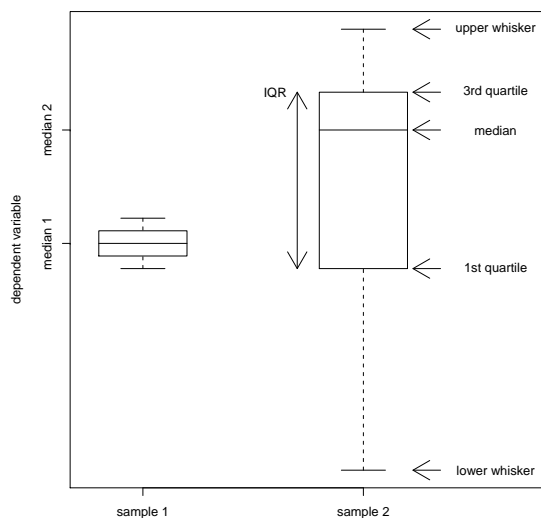 upper whisker
IQR
3rd quartile
median 2
median
dependent variable
median 1
1st quartile
lower whisker
sample 1
sample 2